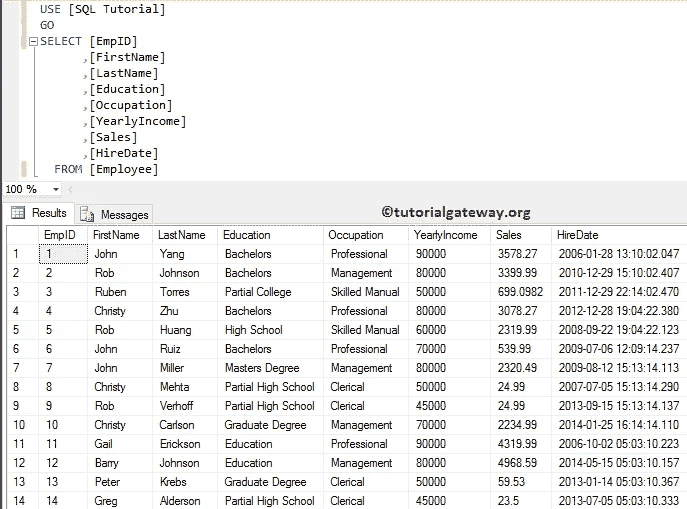 USE [SQL Tutorial]
GO
SELECT [EmpID]
,[FirstName]
,[LastName]
,[Education]
,[Occupation]
,[YearlyIncome]
,[Sales]
,[HireDate]
FROM [Employee]
100 %
Results Messages
©tutorialgateway.org
EmpID FirstName LastName Education Occupation YearlyIncome Sales HireDate
1 1 John Yang Bachelors Professional 90000 3578.27 2006-01-28 13:10:02.047
2 2 Rob Johnson Bachelors Management 80000 3399.99 2010-12-29 15:10:02.407
3 3 Ruben Torres Partial College Skilled Manual 50000 699.0982 2011-12-29 22:14:02.470
4 4 Christy Zhu Bachelors Professional 80000 3078.27 2012-12-28 19:04:22.380
5 5 Rob Huang High School Skilled Manual 60000 2319.99 2008-09-22 19:04:22.123
6 6 John Ruiz Bachelors Professional 70000 539.99 2009-07-06 12:09:14.237
7 7 John Miller Masters Degree Management 80000 2320.49 2009-08-12 15:13:14.113
8 8 Christy Mehta Partial High School Clerical 50000 24.99 2007-07-05 15:13:14.290
9 9 Rob Verhoff Partial High School Clerical 45000 24.99 2013-09-15 15:13:14.137
10 10 Christy Carlson Graduate Degree Management 70000 2234.99 2014-01-25 16:14:14.110
11 11 Gail Erickson Education Professional 90000 4319.99 2006-10-02 05:03:10.223
12 12 Barry Johnson Education Management 80000 4968.59 2014-05-15 05:03:10.157
13 13 Peter Krebs Graduate Degree Clerical 50000 59.53 2013-01-14 05:03:10.367
14 14 Greg Alderson Partial High School Clerical 45000 23.5 2013-07-05 05:03:10.333